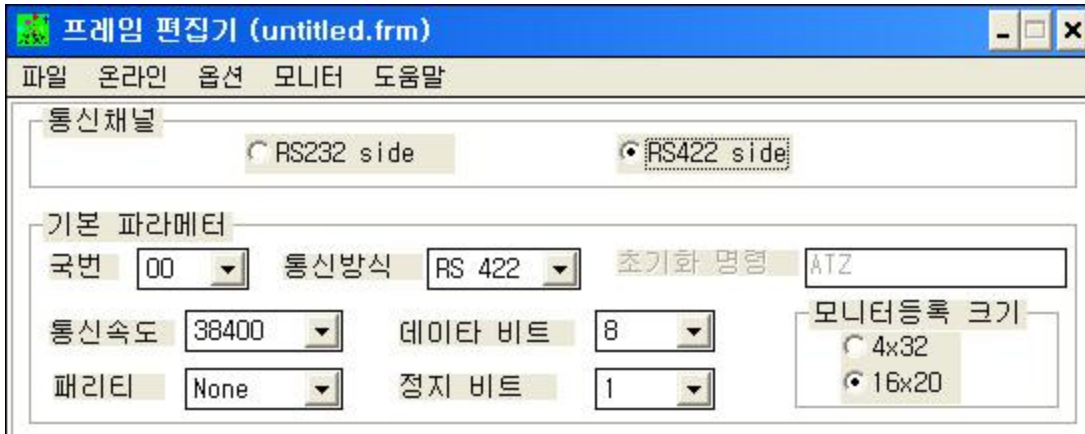 프레임 편집기 (untitled.frm)
파일 온라인 옵션 모니터 도움말
통신채널
RS232 side RS422 side
기본 파라메터
국번 00 통신방식 RS 422 초기화 명령 ATZ
통신속도 38400 데이타 비트 8 모니터등록 크기
4x32
패리티 None 정지 비트 1 16x20